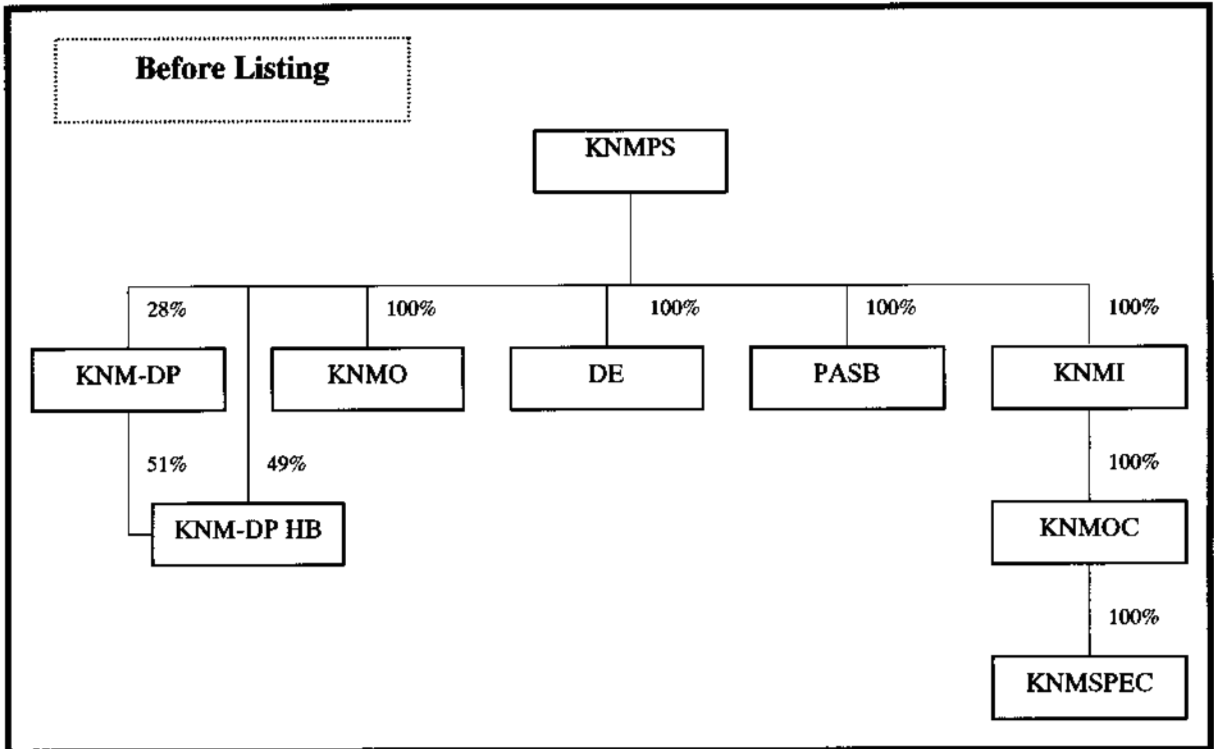 Before Listing
KNMPS
28%
100%
100%
100%
100%
KNM-DP
KNMO
DE
PASB
KNMI
51%
49%
100%
KNM-DP HB
KNMOC
100%
KNMSPEC